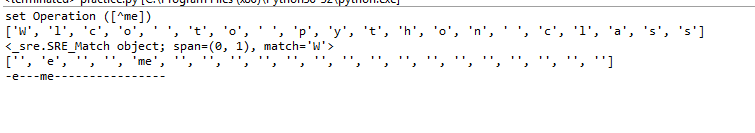 <terminated> practice.py [C:\Program Files (x86)\Python36-32\python.exe]
set Operation ([^me])
['W', 'l', 'c', 'o', ' ', 't', 'o', ' ', 'p', 'y', 't', 'h', 'o', 'n', ' ', 'c', 'l', 'a', 's', 's']
<_sre.SRE_Match object; span=(0, 1), match='W'>
['', 'e', '', '', 'me', '', '', '', '', '', '', '', '', '', '', '', '', '', '', '', '']
-e---me----------------